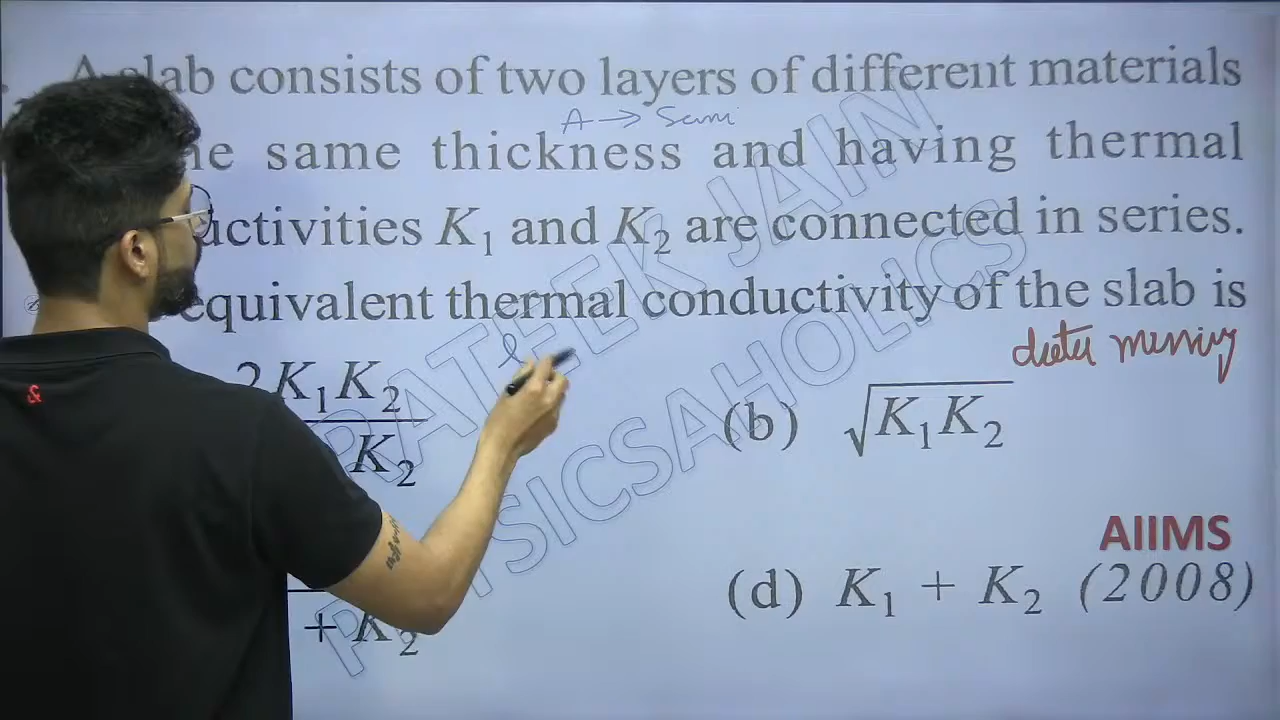 slab consists of two layers of different materials
A → Sami
same thickness and having thermal
uctivities K₁ and K₂ are connected in series.
equivalent thermal conductivity of the slab is
data missing
2K₁K₂
K₂
l
(b) √K₁K₂
AIIMS
(d) K₁ + K₂ (2008)
+ K₂
PRATEEK JAIN
PHYSICSAHOLICS